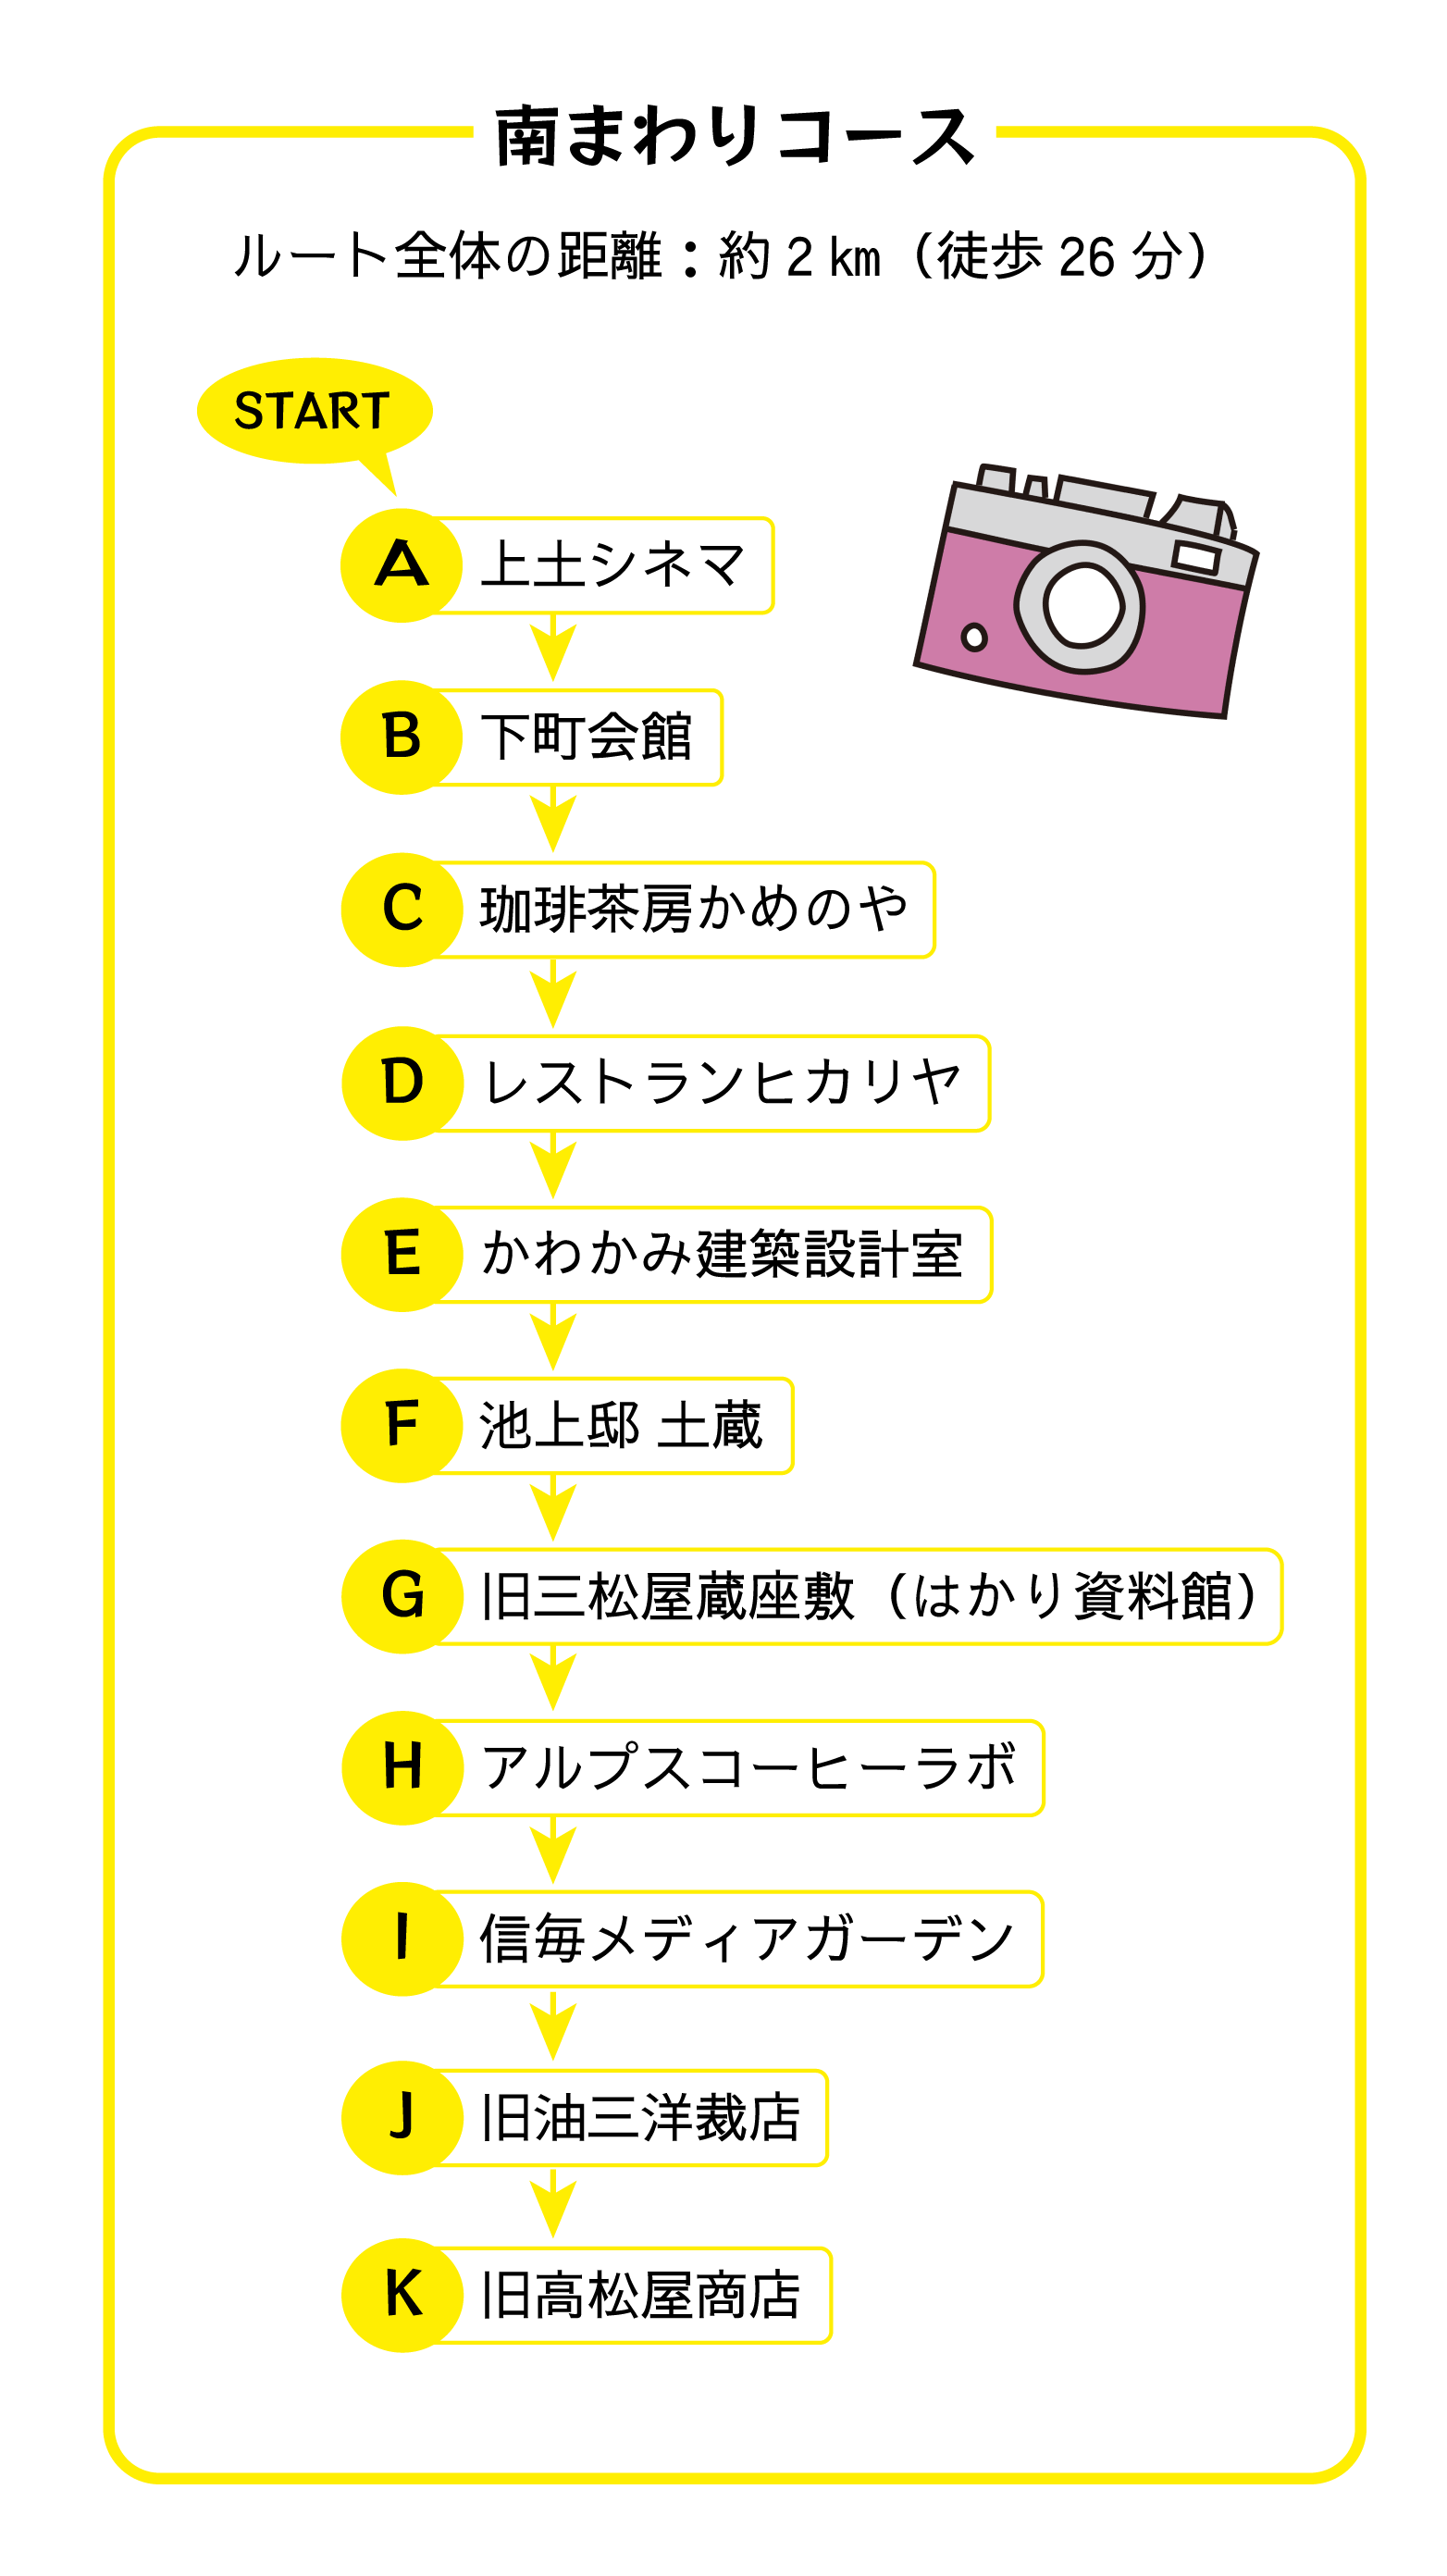 南まわりコース
ルート全体の距離：約2km（徒歩26分）
START
A 上土シネマ
B 下町会館
C 珈琲茶房かめのや
D レストランヒカリヤ
E かわかみ建築設計室
F 池上邸 土蔵
G 旧三松屋蔵座敷（はかり資料館）
H アルプスコーヒーラボ
I 信毎メディアガーデン
J 旧油三洋裁店
K 旧高松屋商店